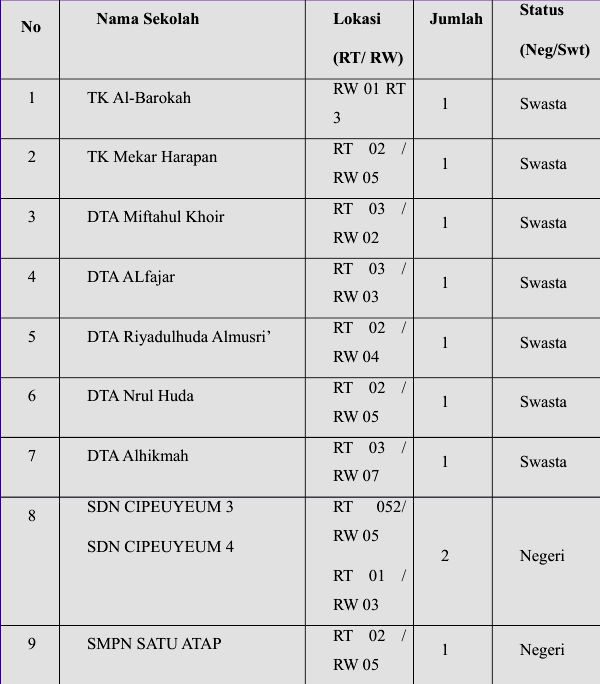 No Nama Sekolah Lokasi (RT/ RW) Jumlah Status (Neg/Swt)
1 TK Al-Barokah RW 01 RT 3 1 Swasta
2 TK Mekar Harapan RT 02 / RW 05 1 Swasta
3 DTA Miftahul Khoir RT 03 / RW 02 1 Swasta
4 DTA ALfajar RT 03 / RW 03 1 Swasta
5 DTA Riyadulhuda Almusri’ RT 02 / RW 04 1 Swasta
6 DTA Nrul Huda RT 02 / RW 05 1 Swasta
7 DTA Alhikmah RT 03 / RW 07 1 Swasta
8 SDN CIPEUYEUM 3 RT 052/ RW 05
SDN CIPEUYEUM 4 RT 01 / RW 03 2 Negeri
9 SMPN SATU ATAP RT 02 / RW 05 1 Negeri